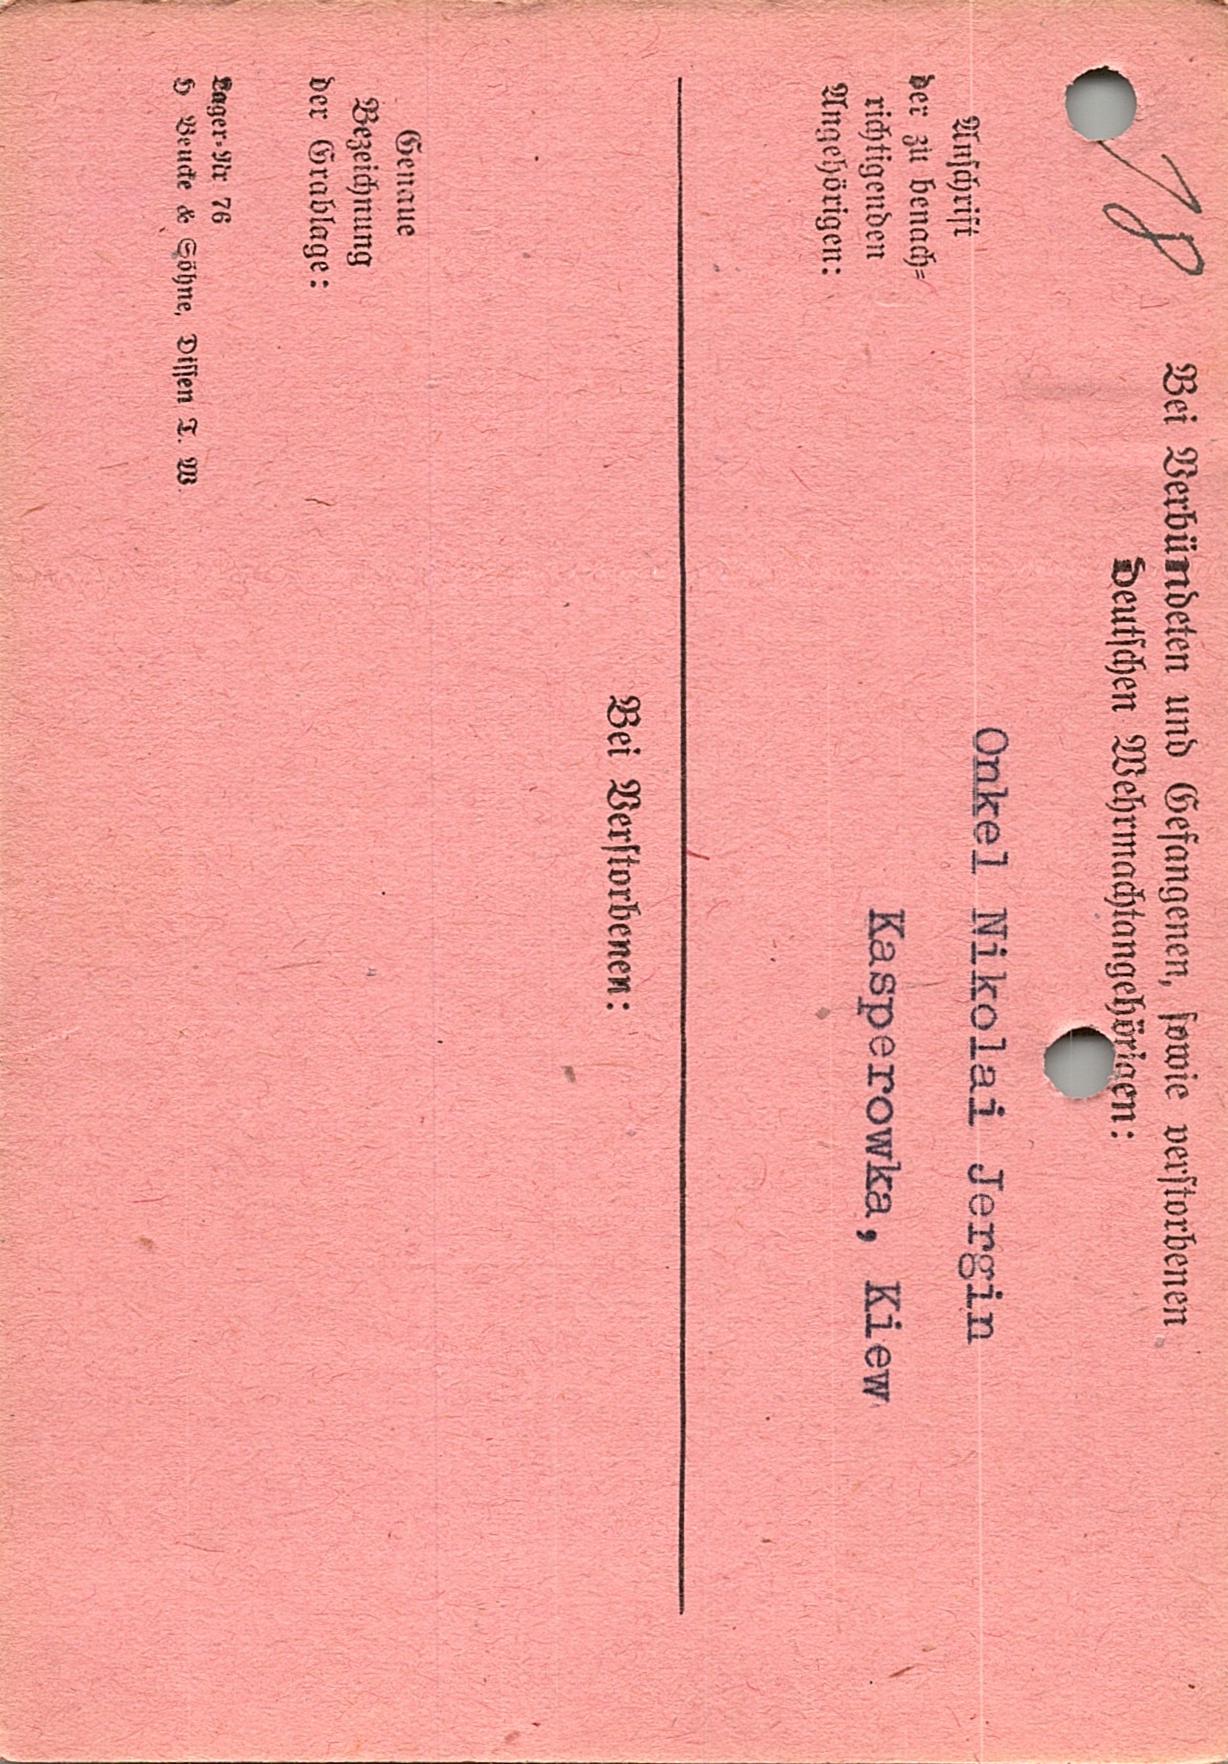 18
Bei Verbündeten und Gefangenen, sowie verstorbenen
Deutschen Wehrmachtangehörigen:
Anschrift
der zu benach=
richtigenden
Angehörigen:
Onkel Nikolai Jergin
Kasperowka, Kiew
Bei Verstorbenen:
Genaue
Bezeichnung
der Grablage:
Lager=Nr 76
H Beucke & Söhne, Dissen T. W.